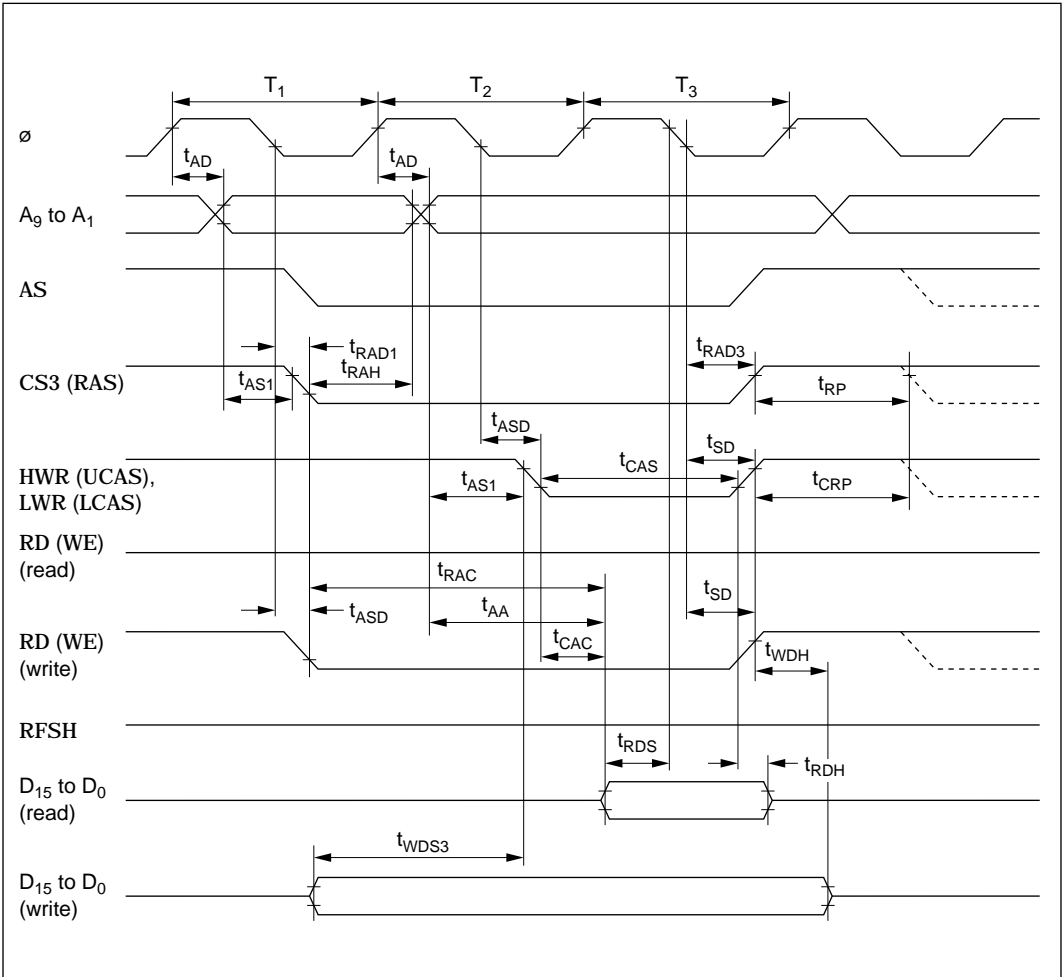 T1 T2 T3
ø
tAD tAD
A9 to A1
AS
tRAD1 tRAD3
tRAH
CS3 (RAS)
tAS1 tRP
tASD tSD
tCAS
HWR (UCAS),
LWR (LCAS)
tAS1 tCRP
RD (WE)
(read)
tRAC
tASD tAA tSD
tCAC
RD (WE)
(write)
tWDH
RFSH
tRDS tRDH
D15 to D0
(read)
tWDS3
D15 to D0
(write)